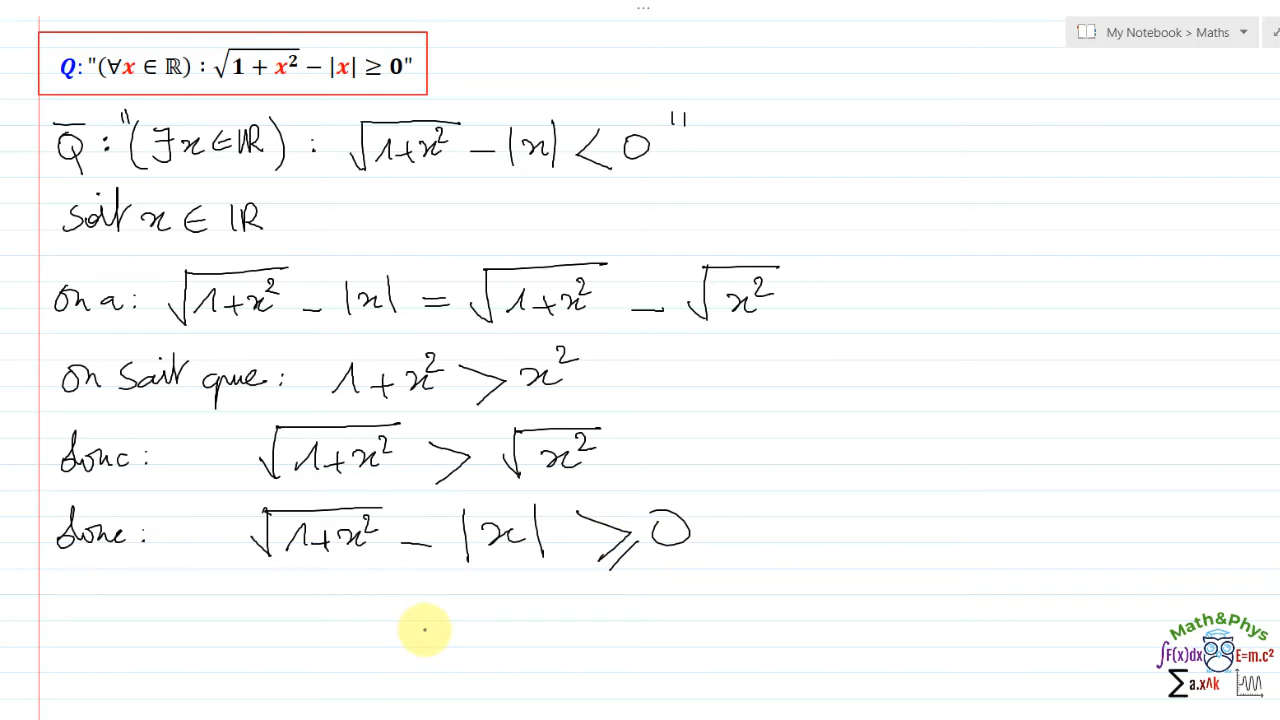 ...
My Notebook > Maths
Q: "(∀x ∈ ℝ) : √(1 + x²) − |x| ≥ 0"
Q̅ : "(∃x ∈ ℝ) : √(1+x²) − |x| < 0"
soit x ∈ ℝ
on a: √(1+x²) − |x| = √(1+x²) − √(x²)
on sait que: 1+x² > x²
donc: √(1+x²) > √(x²)
donc: √(1+x²) − |x| ⩾ 0
Math&Phys
∫F(x)dx E=m.c²
∑ a.x^k